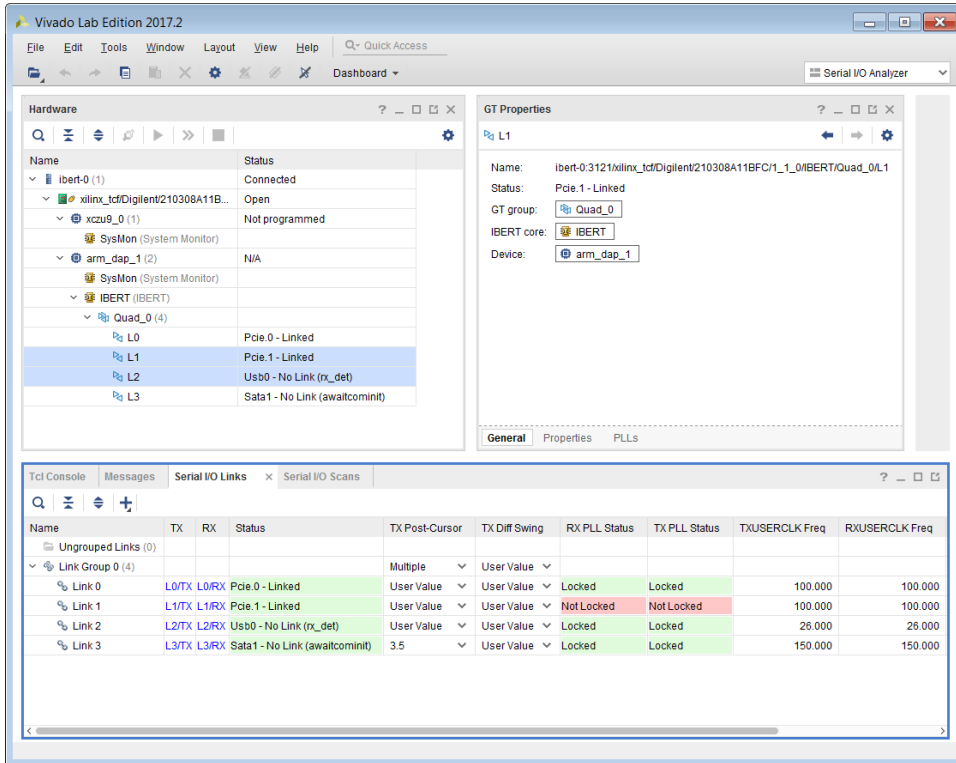 Vivado Lab Edition 2017.2
File Edit Tools Window Layout View Help Quick Access
Dashboard Serial I/O Analyzer
Hardware
Name Status
ibert-0 (1) Connected
xilinx_tcf/Digilent/210308A11B... Open
xczu9_0 (1) Not programmed
SysMon (System Monitor)
arm_dap_1 (2) N/A
SysMon (System Monitor)
IBERT (IBERT)
Quad_0 (4)
L0 Pcie.0 - Linked
L1 Pcie.1 - Linked
L2 Usb0 - No Link (rx_det)
L3 Sata1 - No Link (awaitcominit)
GT Properties
L1
Name: ibert-0:3121/xilinx_tcf/Digilent/210308A11BFC/1_1_0/IBERT/Quad_0/L1
Status: Pcie.1 - Linked
GT group: Quad_0
IBERT core: IBERT
Device: arm_dap_1
General Properties PLLs
Tcl Console Messages Serial I/O Links Serial I/O Scans
Name TX RX Status TX Post-Cursor TX Diff Swing RX PLL Status TX PLL Status TXUSERCLK Freq RXUSERCLK Freq
Ungrouped Links (0)
Link Group 0 (4) Multiple User Value
Link 0 L0/TX L0/RX Pcie.0 - Linked User Value User Value Locked Locked 100.000 100.000
Link 1 L1/TX L1/RX Pcie.1 - Linked User Value User Value Not Locked Not Locked 100.000 100.000
Link 2 L2/TX L2/RX Usb0 - No Link (rx_det) User Value User Value Locked Locked 26.000 26.000
Link 3 L3/TX L3/RX Sata1 - No Link (awaitcominit) 3.5 User Value Locked Locked 150.000 150.000